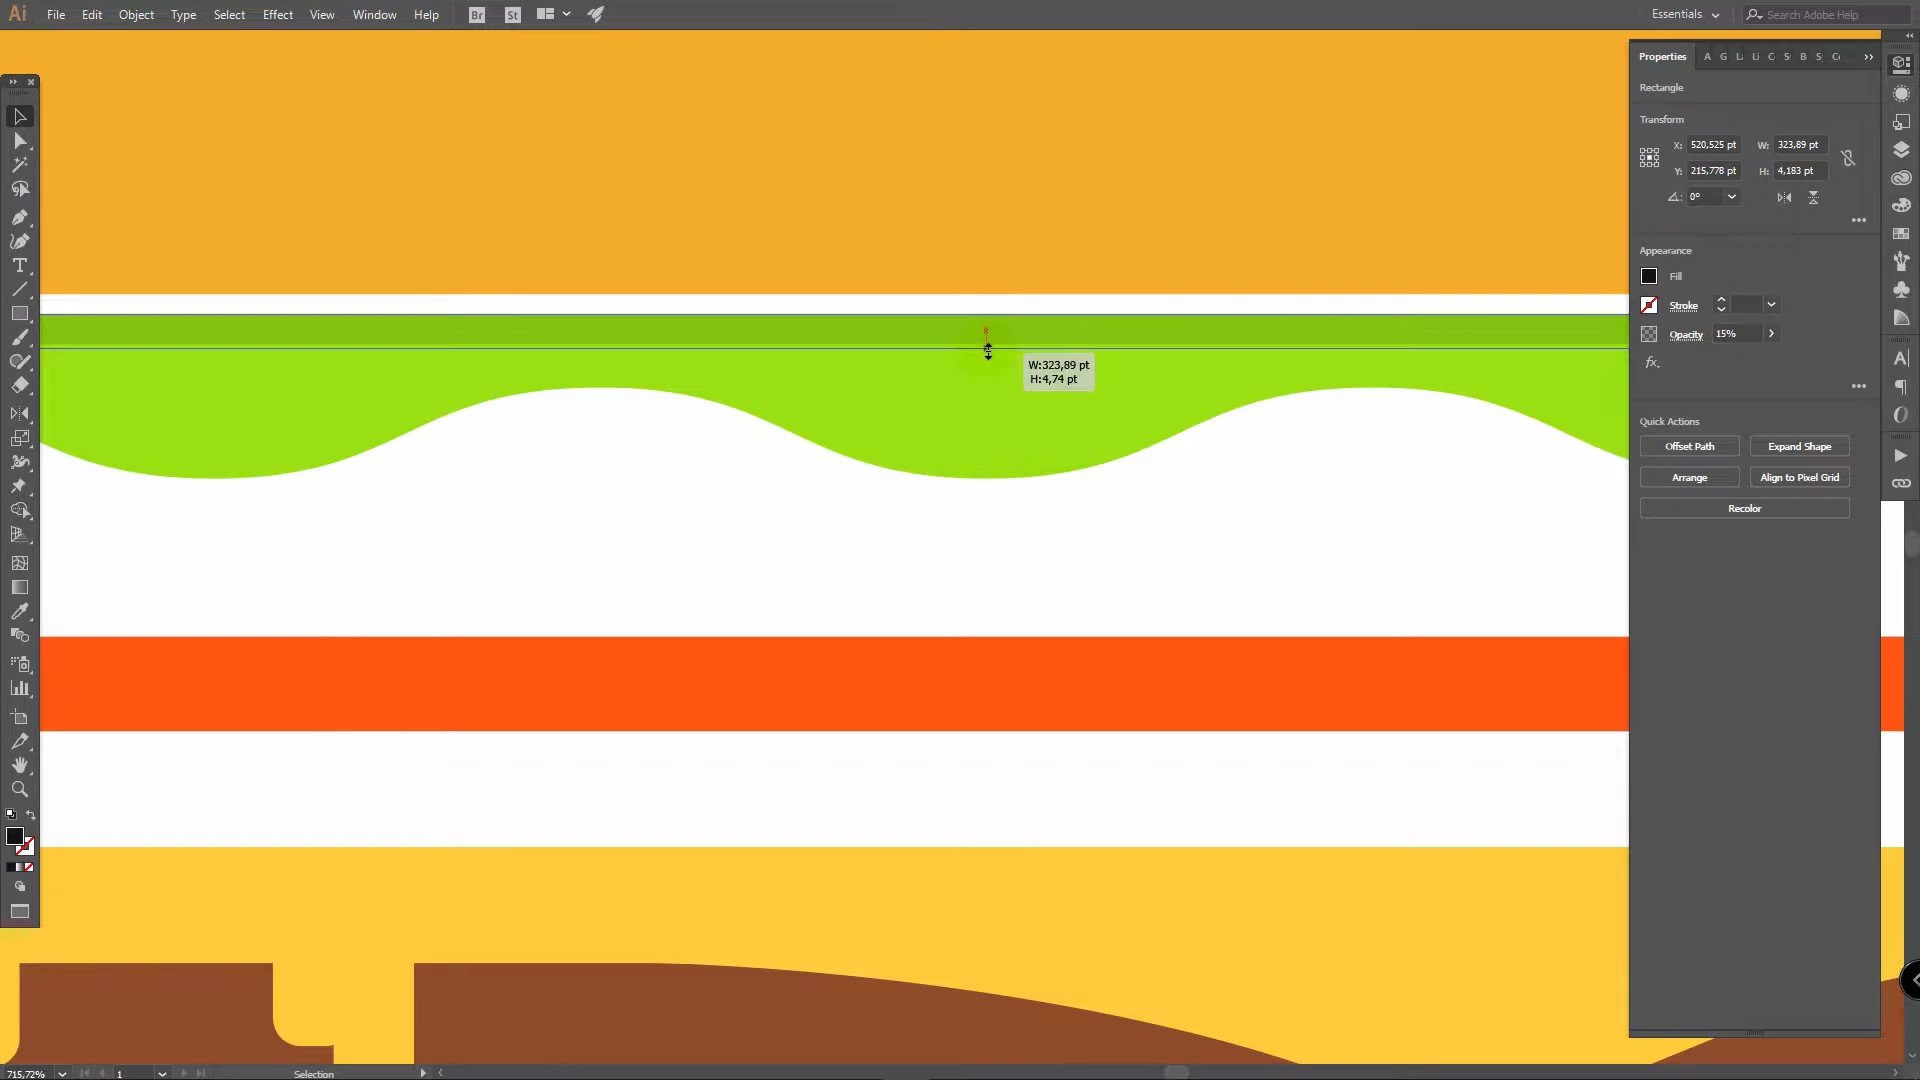 Ai File Edit Object Type Select Effect View Window Help Br St Essentials Search Adobe Help
Properties A G L Li C S B S C
Rectangle
Transform
X: 520,525 pt W: 323,89 pt
Y: 215,778 pt H: 4,183 pt
0°
Appearance
Fill
Stroke
Opacity 15%
fx.
W:323,89 pt
H:4,74 pt
Quick Actions
Offset Path Expand Shape
Arrange Align to Pixel Grid
Recolor
715,72% 1 Selection